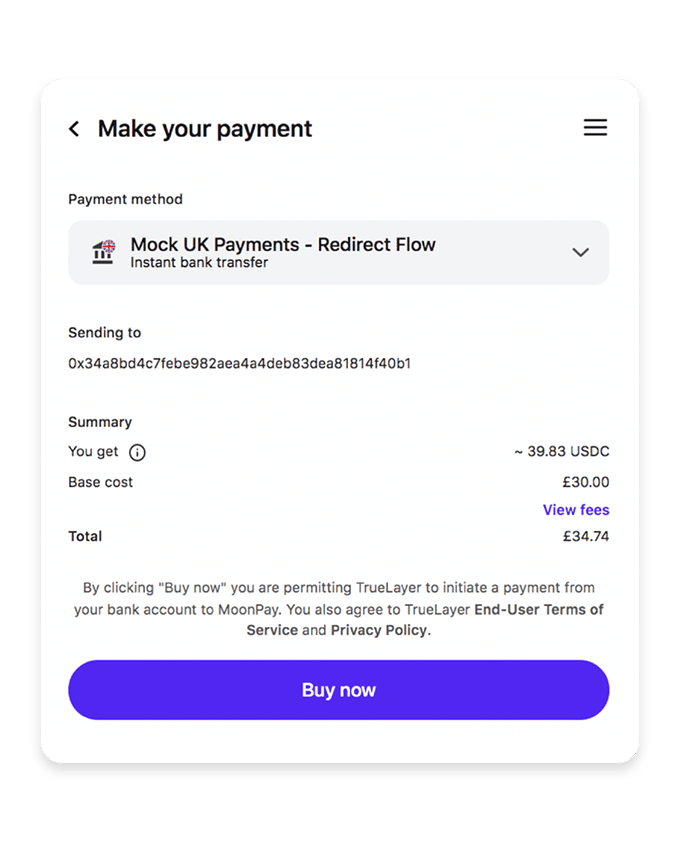 Make your payment
Payment method
Mock UK Payments - Redirect Flow
Instant bank transfer
Sending to
0x34a8bd4c7febe982aea4a4deb83dea81814f40b1
Summary
You get ~ 39.83 USDC
Base cost £30.00
View fees
Total £34.74
By clicking "Buy now" you are permitting TrueLayer to initiate a payment from
your bank account to MoonPay. You also agree to TrueLayer End-User Terms of
Service and Privacy Policy.
Buy now